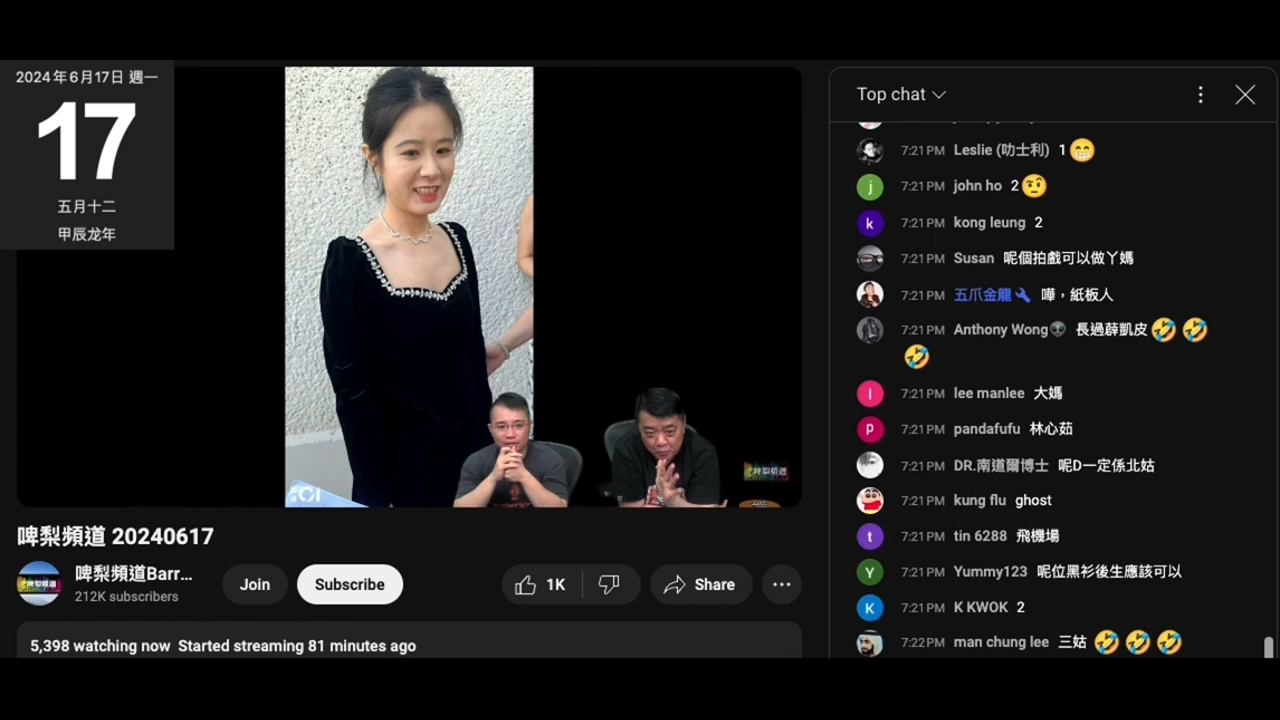 2024年6月17日 週一
17
五月十二
甲辰龙年
啤梨頻道
啤梨頻道 20240617
啤梨頻道
啤梨頻道Barr...
212K subscribers
Join
Subscribe
1K
Share
5,398 watching now Started streaming 81 minutes ago
Top chat
7:21 PM Leslie (叻士利) 1😁
7:21 PM john ho 2🤨
7:21 PM kong leung 2
7:21 PM Susan 呢個拍戲可以做丫媽
7:21 PM 五爪金龍🔧 嘩，紙板人
7:21 PM Anthony Wong👽 長過薜凱皮🤣🤣
🤣
7:21 PM lee manlee 大媽
7:21 PM pandafufu 林心茹
7:21 PM DR.南道爾博士 呢D一定係北姑
7:21 PM kung flu ghost
7:21 PM tin 6288 飛機場
7:21 PM Yummy123 呢位黑衫後生應該可以
7:21 PM K KWOK 2
7:22 PM man chung lee 三姑 🤣🤣🤣